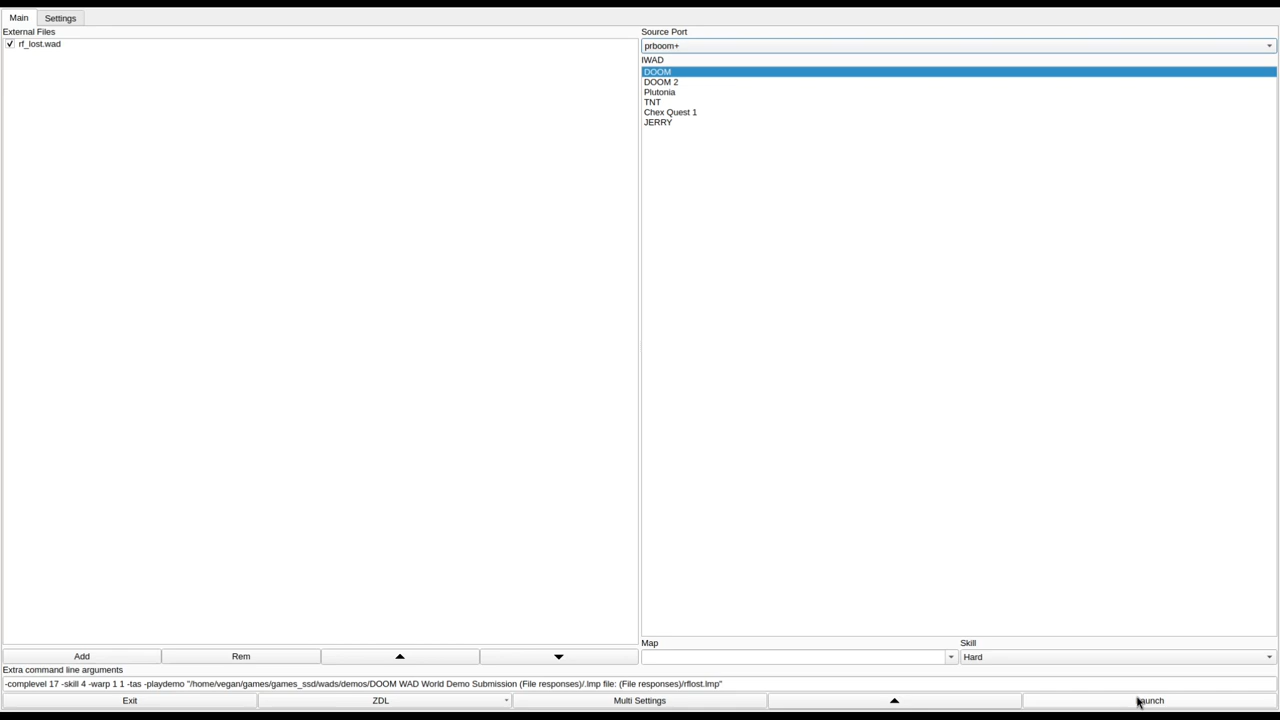 Main Settings
External Files
rf_lost.wad
Source Port
prboom+
IWAD
DOOM
DOOM 2
Plutonia
TNT
Chex Quest 1
JERRY
Add Rem
Map Skill
Hard
Extra command line arguments
-complevel 17 -skill 4 -warp 1 1 -tas -playdemo "/home/vegan/games/games_ssd/wads/demos/DOOM WAD World Demo Submission (File responses)/.lmp file: (File responses)/rflost.lmp"
Exit ZDL Multi Settings Launch